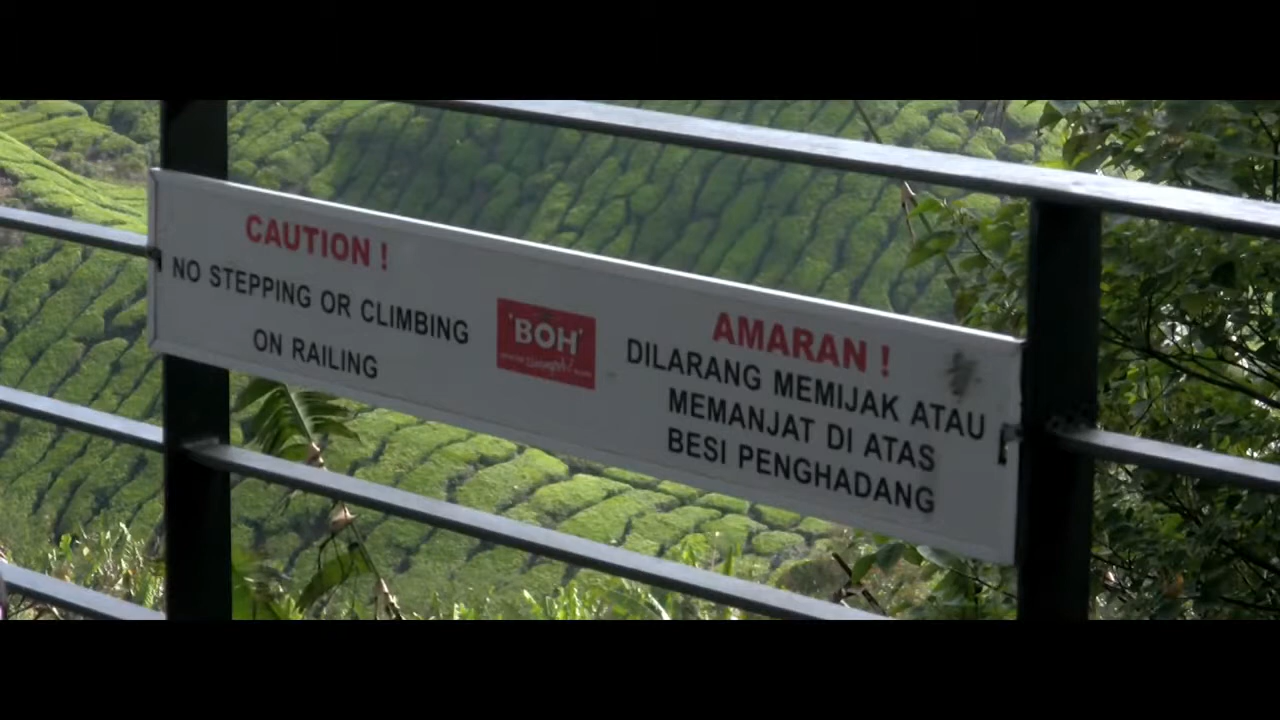 CAUTION !
NO STEPPING OR CLIMBING
ON RAILING
'BOH'
AMARAN !
DILARANG MEMIJAK ATAU
MEMANJAT DI ATAS
BESI PENGHADANG